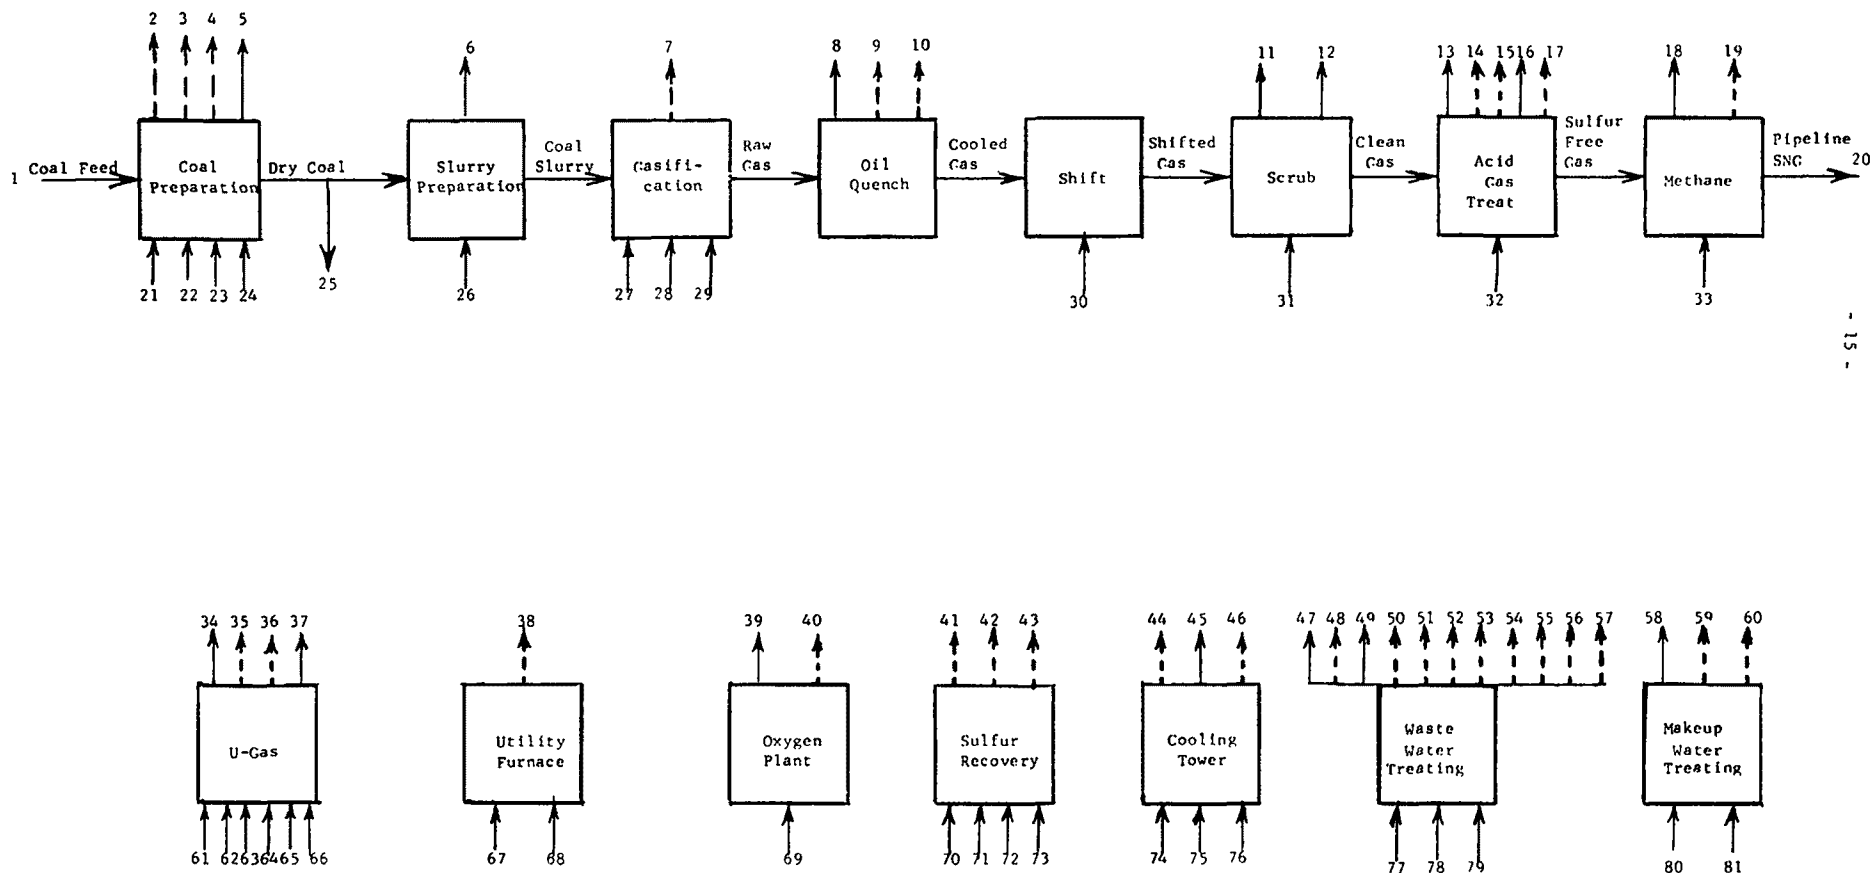 2 3 4 5 6 7 8 9 10 11 12 13 14 15 16 17 18 19
1 Coal Feed
Coal
Preparation
Dry Coal
Slurry
Preparation
Coal
Slurry
Gasifi-
cation
Raw
Gas
Oil
Quench
Cooled
Gas
Shift
Shifted
Gas
Scrub
Clean
Gas
Acid
Gas
Treat
Sulfur
Free
Gas
Methane
Pipeline
SNG 20
21 22 23 24 25 26 27 28 29 30 31 32 33
- 15 -
34 35 36 37 38 39 40 41 42 43 44 45 46 47 48 49 50 51 52 53 54 55 56 57 58 59 60
U-Gas
Utility
Furnace
Oxygen
Plant
Sulfur
Recovery
Cooling
Tower
Waste
Water
Treating
Makeup
Water
Treating
61 62 63 64 65 66 67 68 69 70 71 72 73 74 75 76 77 78 79 80 81